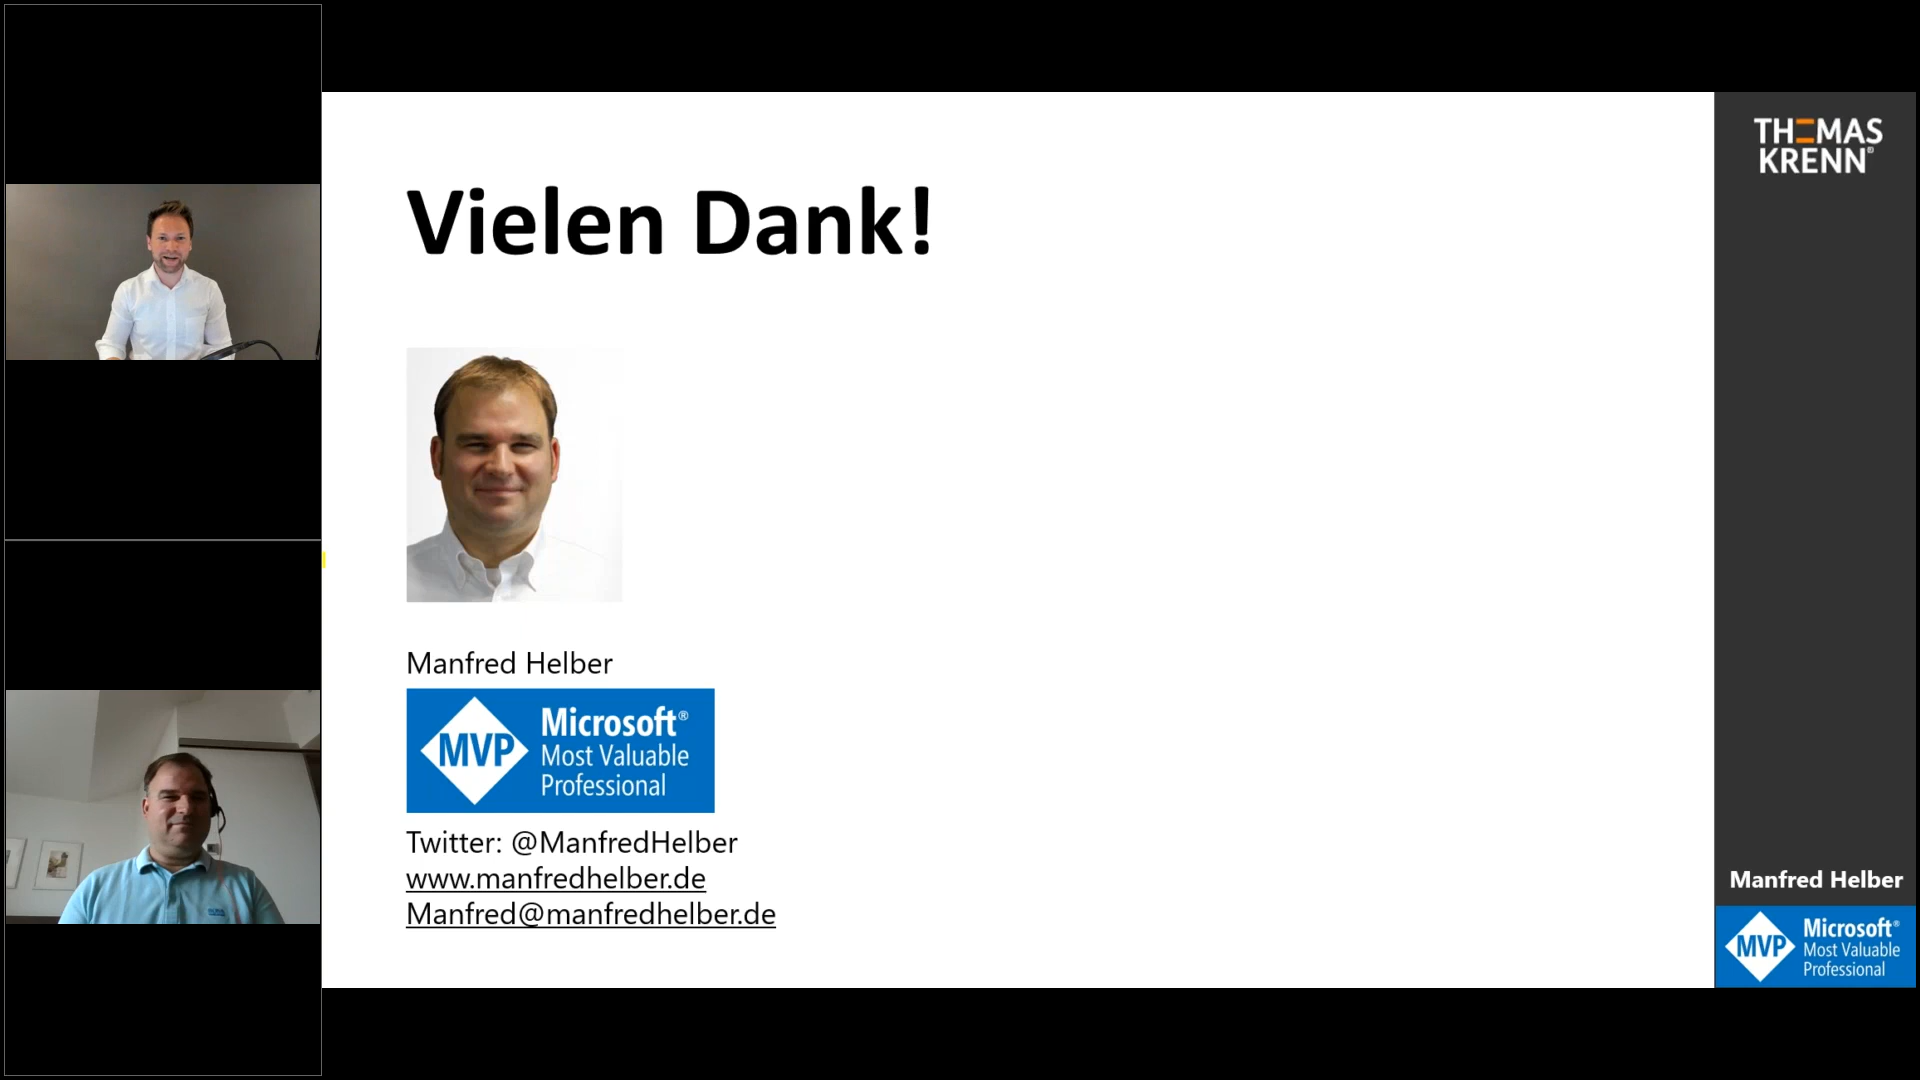 Vielen Dank!
Manfred Helber
MVP
Microsoft®
Most Valuable
Professional
Twitter: @ManfredHelber
www.manfredhelber.de
Manfred@manfredhelber.de
THOMAS
KRENN®
Manfred Helber
MVP
Microsoft®
Most Valuable
Professional